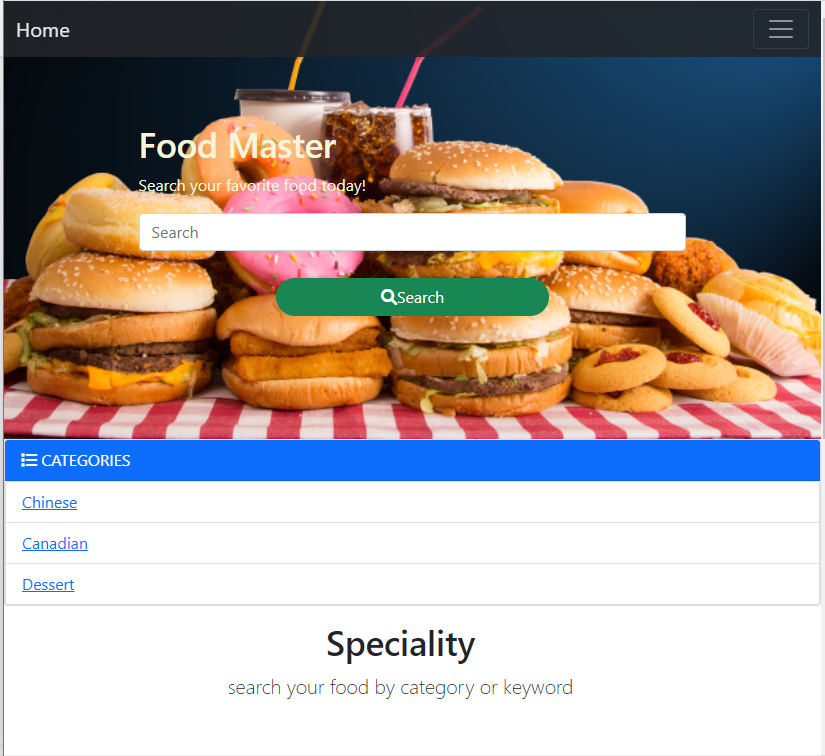 Home
Food Master
Search your favorite food today!
Search
Search
CATEGORIES
Chinese
Canadian
Dessert
Speciality
search your food by category or keyword